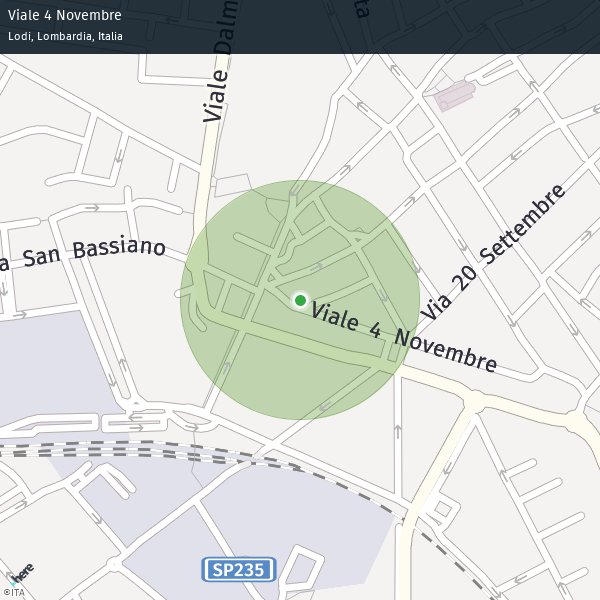 Viale 4 Novembre
Lodi, Lombardia, Italia
Viale Dalm
ta
a San Bassiano
Via 20 Settembre
Viale 4 Novembre
SP235
here
©ITA